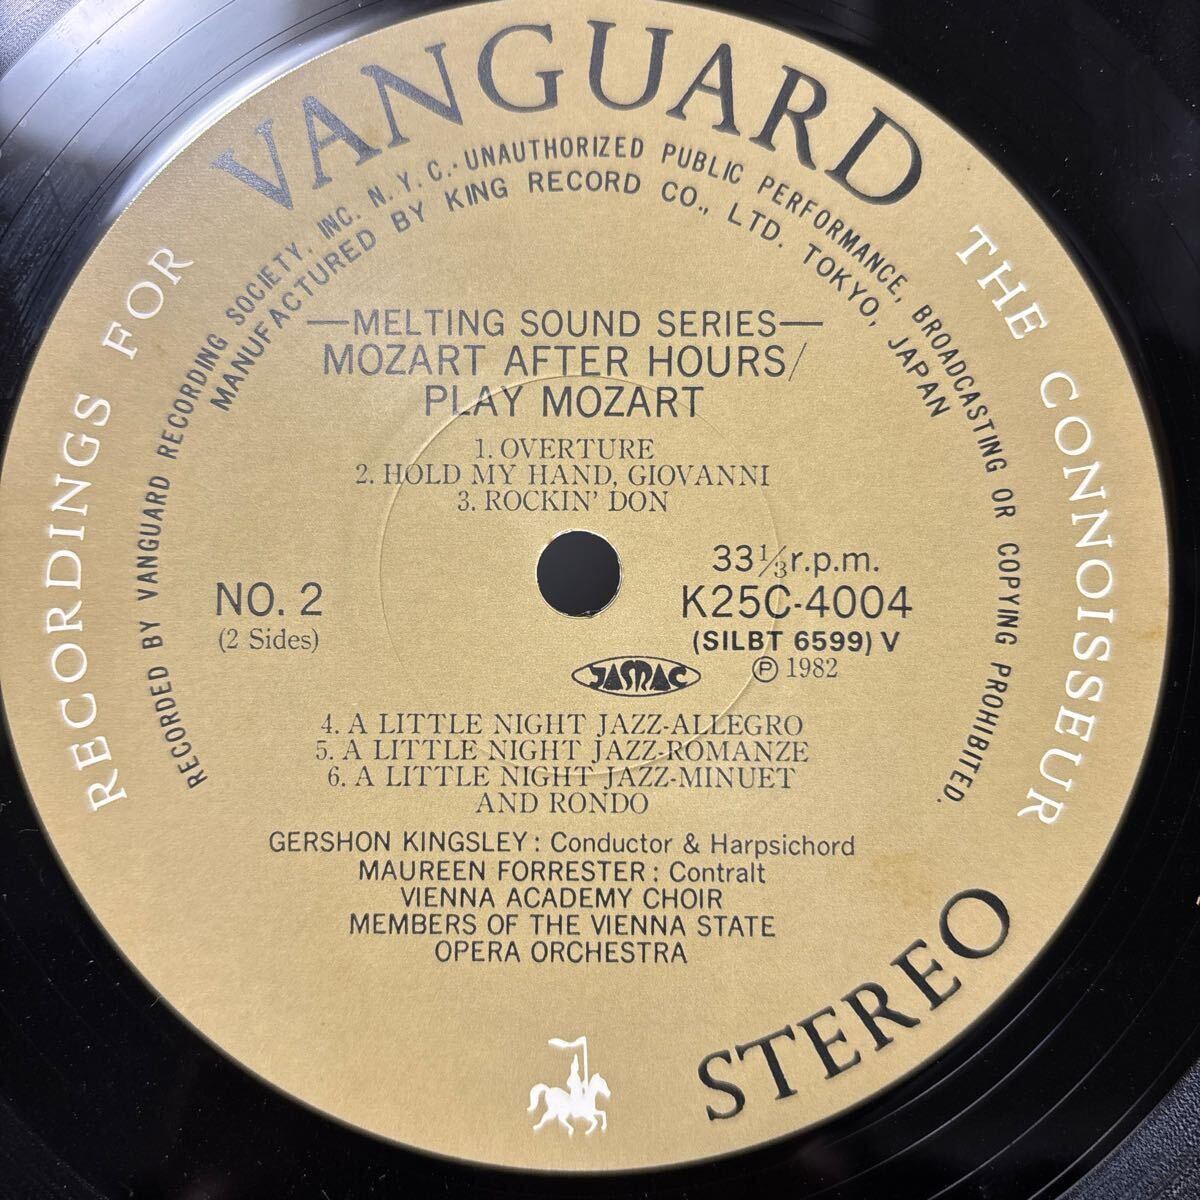 VANGUARD
RECORDINGS FOR THE CONNOISSEUR
RECORDED BY VANGUARD RECORDING SOCIETY, INC. N.Y.C.·UNAUTHORIZED PUBLIC PERFORMANCE, BROADCASTING OR COPYING PROHIBITED.
MANUFACTURED BY KING RECORD CO., LTD. TOKYO, JAPAN
—MELTING SOUND SERIES—
MOZART AFTER HOURS/
PLAY MOZART
1. OVERTURE
2. HOLD MY HAND, GIOVANNI
3. ROCKIN' DON
NO. 2
(2 Sides)
33 1/3 r.p.m.
K25C-4004
(SILBT 6599) V
Ⓟ 1982
JASRAC
4. A LITTLE NIGHT JAZZ-ALLEGRO
5. A LITTLE NIGHT JAZZ-ROMANZE
6. A LITTLE NIGHT JAZZ-MINUET
AND RONDO
GERSHON KINGSLEY : Conductor & Harpsichord
MAUREEN FORRESTER : Contralt
VIENNA ACADEMY CHOIR
MEMBERS OF THE VIENNA STATE
OPERA ORCHESTRA
STEREO